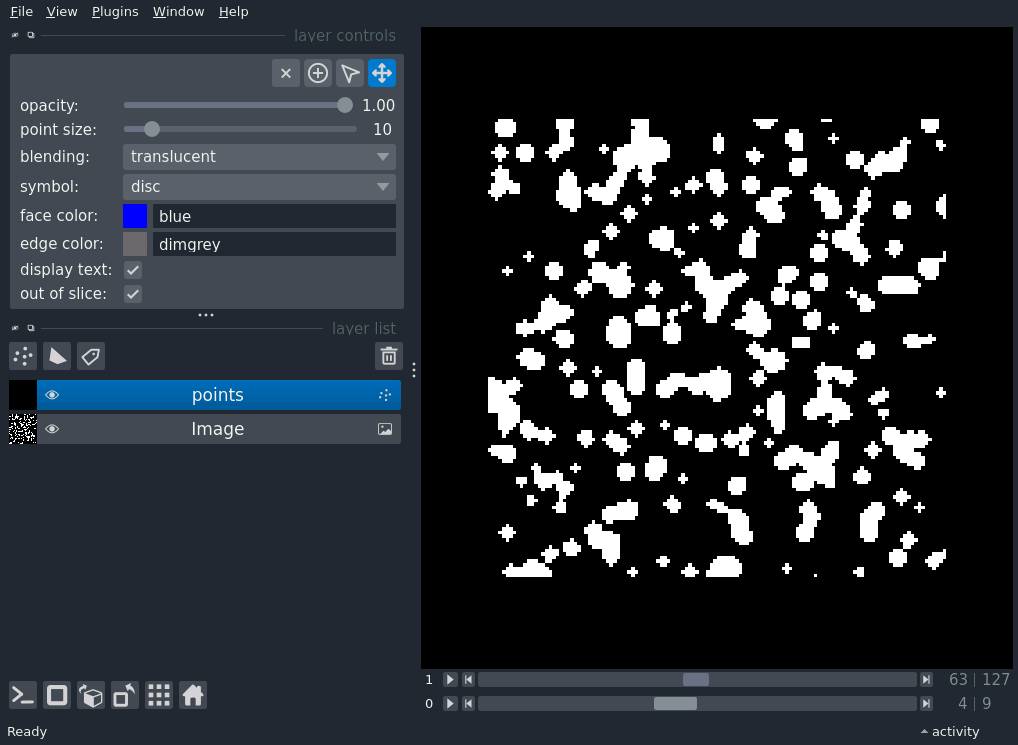 File View Plugins Window Help
layer controls
opacity: 1.00
point size: 10
blending: translucent
symbol: disc
face color: blue
edge color: dimgrey
display text:
out of slice:
layer list
points
Image
1 63 | 127
0 4 | 9
Ready activity